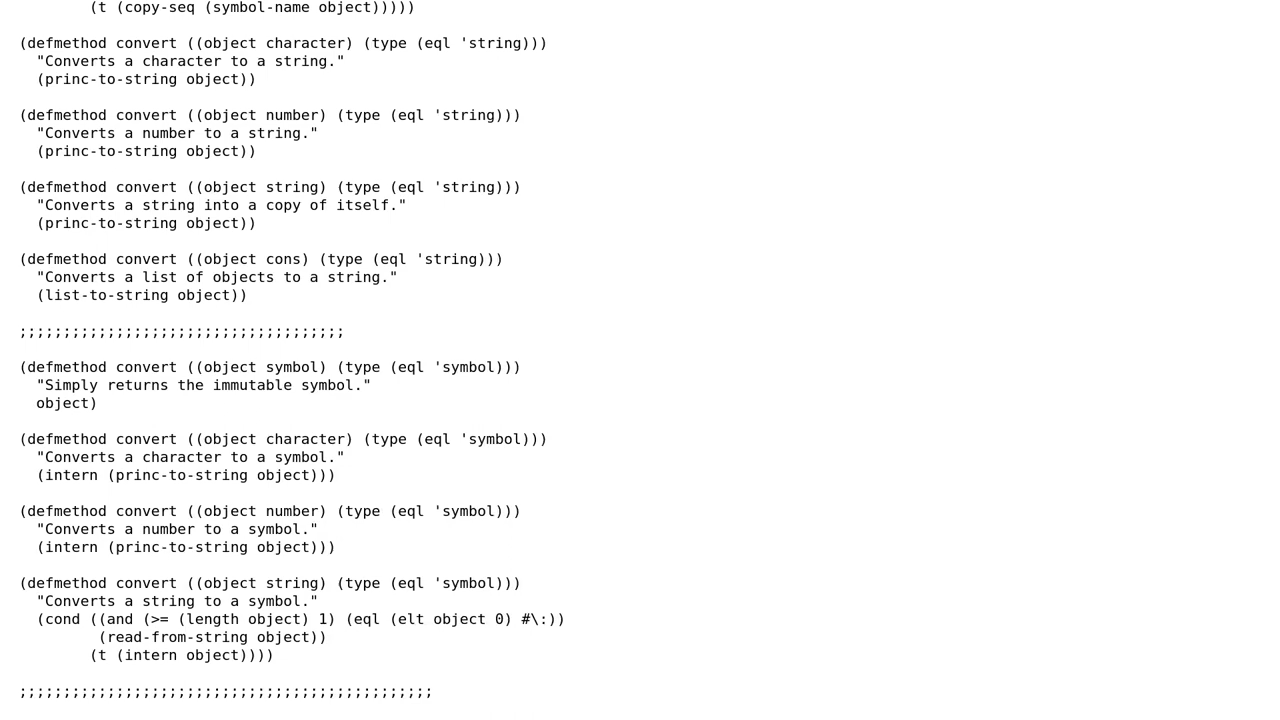 (t (copy-seq (symbol-name object)))))
(defmethod convert ((object character) (type (eql 'string)))
"Converts a character to a string."
(princ-to-string object))
(defmethod convert ((object number) (type (eql 'string)))
"Converts a number to a string."
(princ-to-string object))
(defmethod convert ((object string) (type (eql 'string)))
"Converts a string into a copy of itself."
(princ-to-string object))
(defmethod convert ((object cons) (type (eql 'string)))
"Converts a list of objects to a string."
(list-to-string object))
;;;;;;;;;;;;;;;;;;;;;;;;;;;;;;;;;;;;;
(defmethod convert ((object symbol) (type (eql 'symbol)))
"Simply returns the immutable symbol."
object)
(defmethod convert ((object character) (type (eql 'symbol)))
"Converts a character to a symbol."
(intern (princ-to-string object)))
(defmethod convert ((object number) (type (eql 'symbol)))
"Converts a number to a symbol."
(intern (princ-to-string object)))
(defmethod convert ((object string) (type (eql 'symbol)))
"Converts a string to a symbol."
(cond ((and (>= (length object) 1) (eql (elt object 0) #\:))
(read-from-string object))
(t (intern object))))
;;;;;;;;;;;;;;;;;;;;;;;;;;;;;;;;;;;;;;;;;;;;;;;